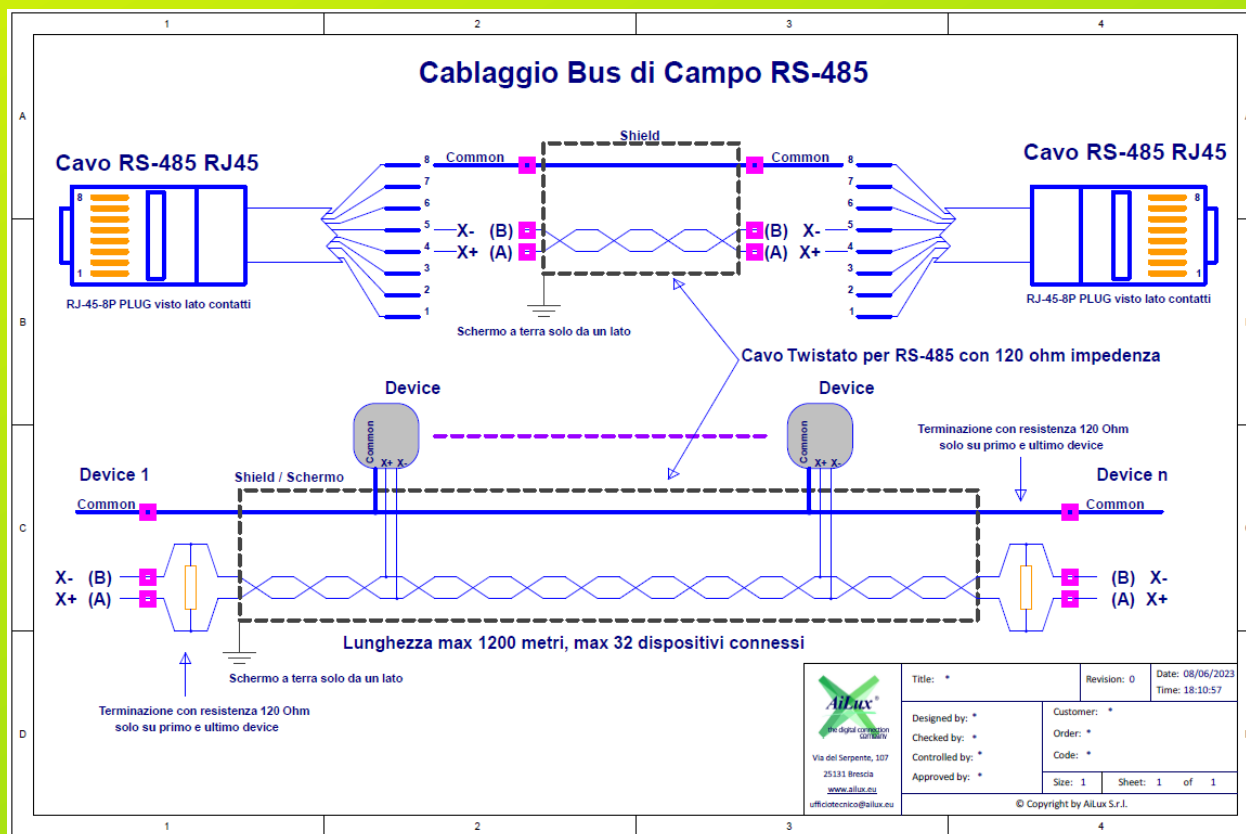 1 2 3 4
Cablaggio Bus di Campo RS-485
A
Shield
Cavo RS-485 RJ45
Cavo RS-485 RJ45
8 Common Common 8
7 7
6 6
5 X- (B) (B) X- 5
4 X+ (A) (A) X+ 4
3 3
2 2
1 1
8
1
8
1
RJ-45-8P PLUG visto lato contatti
RJ-45-8P PLUG visto lato contatti
B
Schermo a terra solo da un lato
Cavo Twistato per RS-485 con 120 ohm impedenza
Device
Device
Common
X+ X-
Common
X+ X-
Terminazione con resistenza 120 Ohm
solo su primo e ultimo device
Device 1
Shield / Schermo
Device n
Common
Common
C
X- (B)
X+ (A)
(B) X-
(A) X+
Lunghezza max 1200 metri, max 32 dispositivi connessi
Schermo a terra solo da un lato
Terminazione con resistenza 120 Ohm
solo su primo e ultimo device
D
AiLux®
the digital connection
company
Via del Serpente, 107
25131 Brescia
www.ailux.eu
ufficiotecnico@ailux.eu
Title: *
Revision: 0
Date: 08/06/2023
Time: 18:10:57
Designed by: *
Checked by: *
Controlled by: *
Approved by: *
Customer: *
Order: *
Code: *
Size: 1
Sheet: 1 of 1
© Copyright by AiLux S.r.l.
1 2 3 4